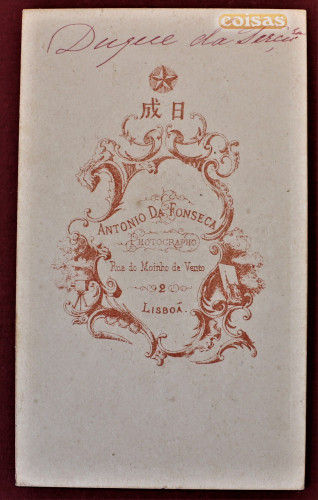 coisas
Duque da Terceira
成日
ANTONIO DA FONSECA
PHOTOGRAPHO
Rua do Moinho de Vento
2
LISBOA